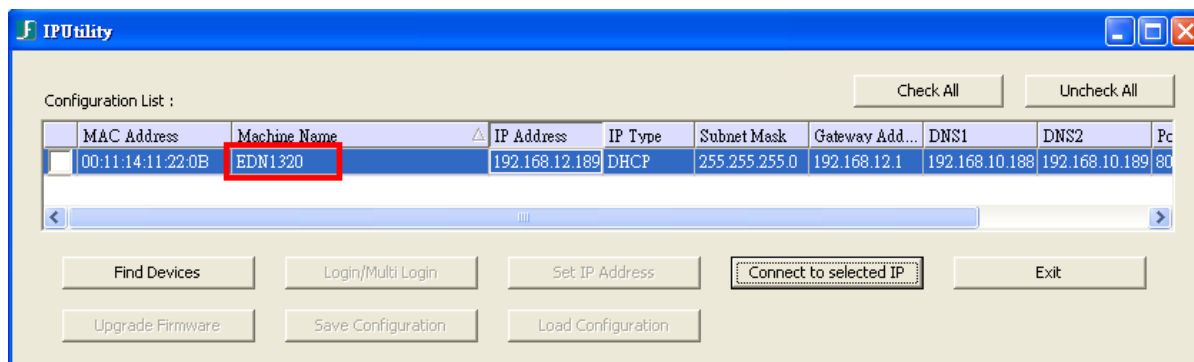 IPUtility
Check All Uncheck All
Configuration List :
MAC Address Machine Name IP Address IP Type Subnet Mask Gateway Add... DNS1 DNS2 Po
00:11:14:11:22:0B EDN1320 192.168.12.189 DHCP 255.255.255.0 192.168.12.1 192.168.10.188 192.168.10.189 80
Find Devices Login/Multi Login Set IP Address Connect to selected IP Exit
Upgrade Firmware Save Configuration Load Configuration